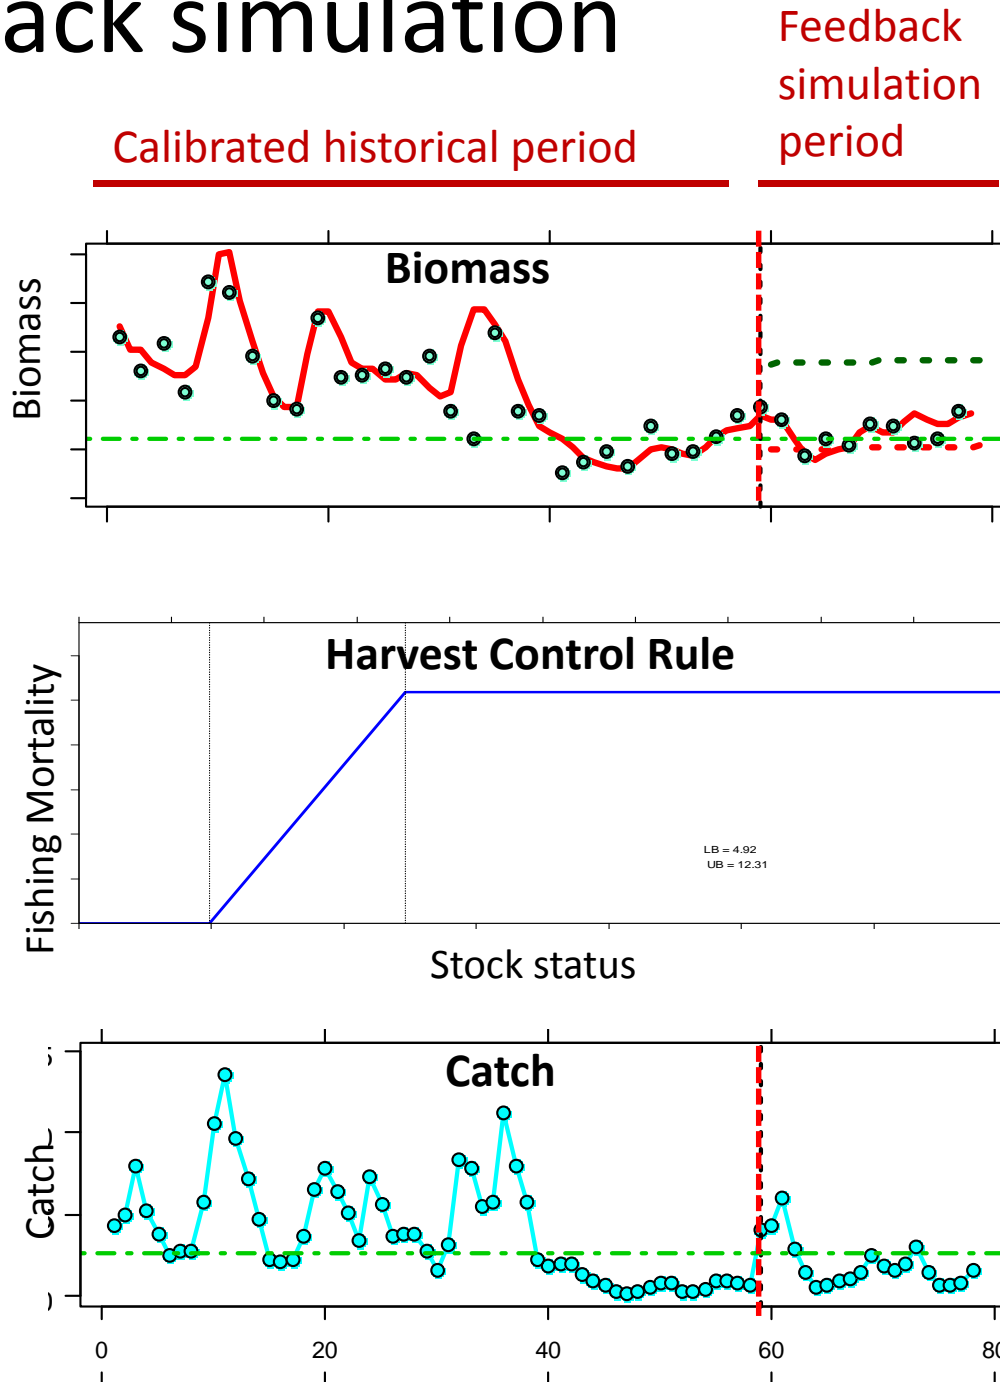 ack simulation
Feedback
simulation
period
Calibrated historical period
Biomass
Biomass
Harvest Control Rule
Fishing Mortality
LB = 4.92
UB = 12.31
Stock status
Catch
Catch
0 20 40 60 80